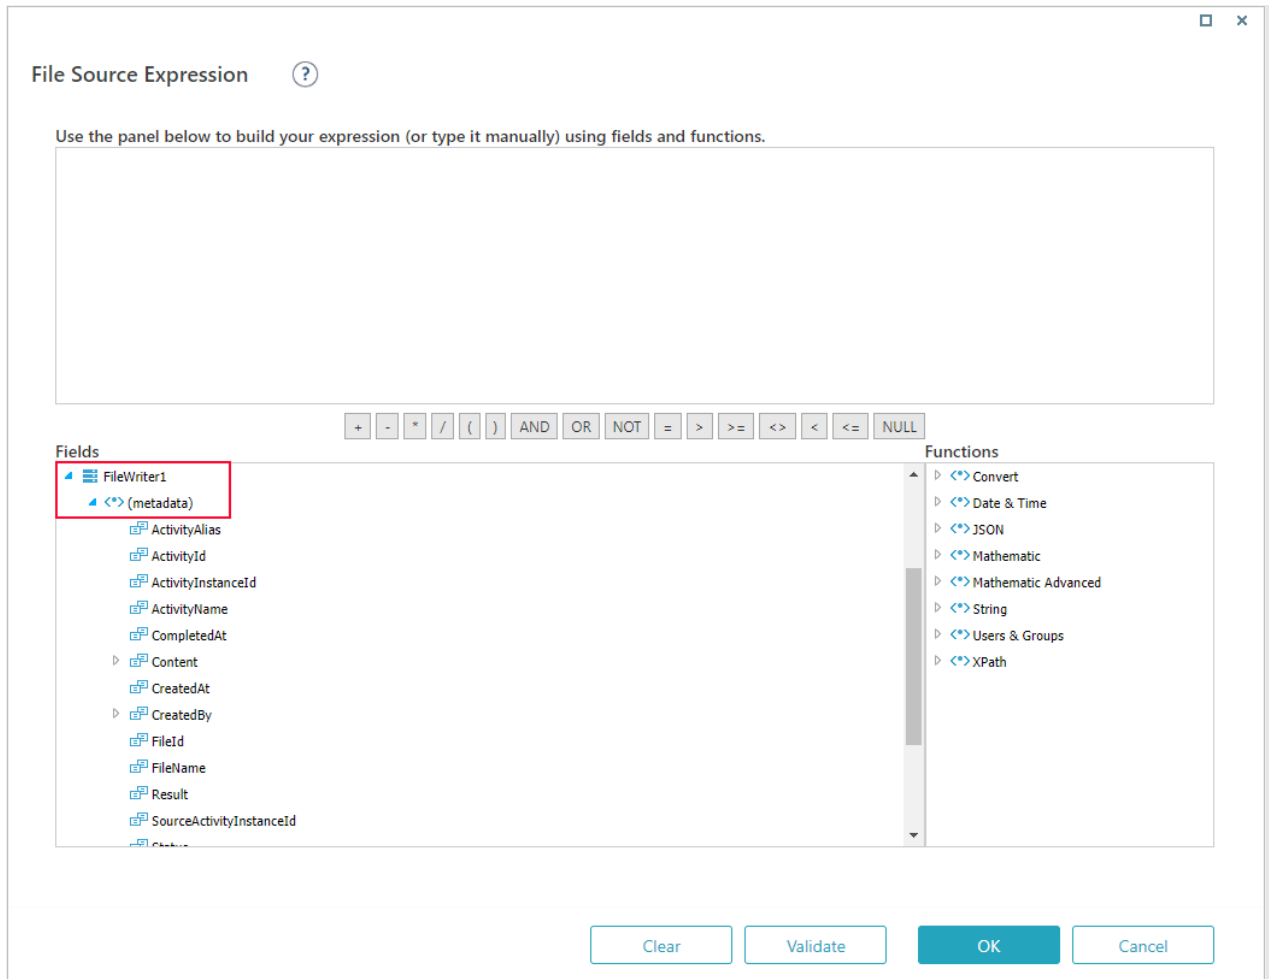 File Source Expression ?
Use the panel below to build your expression (or type it manually) using fields and functions.
+ - * / ( ) AND OR NOT = > >= <> < <= NULL
Fields
FileWriter1
(metadata)
ActivityAlias
ActivityId
ActivityInstanceId
ActivityName
CompletedAt
Content
CreatedAt
CreatedBy
FileId
FileName
Result
SourceActivityInstanceId
Status
Functions
Convert
Date & Time
JSON
Mathematic
Mathematic Advanced
String
Users & Groups
XPath
Clear Validate OK Cancel